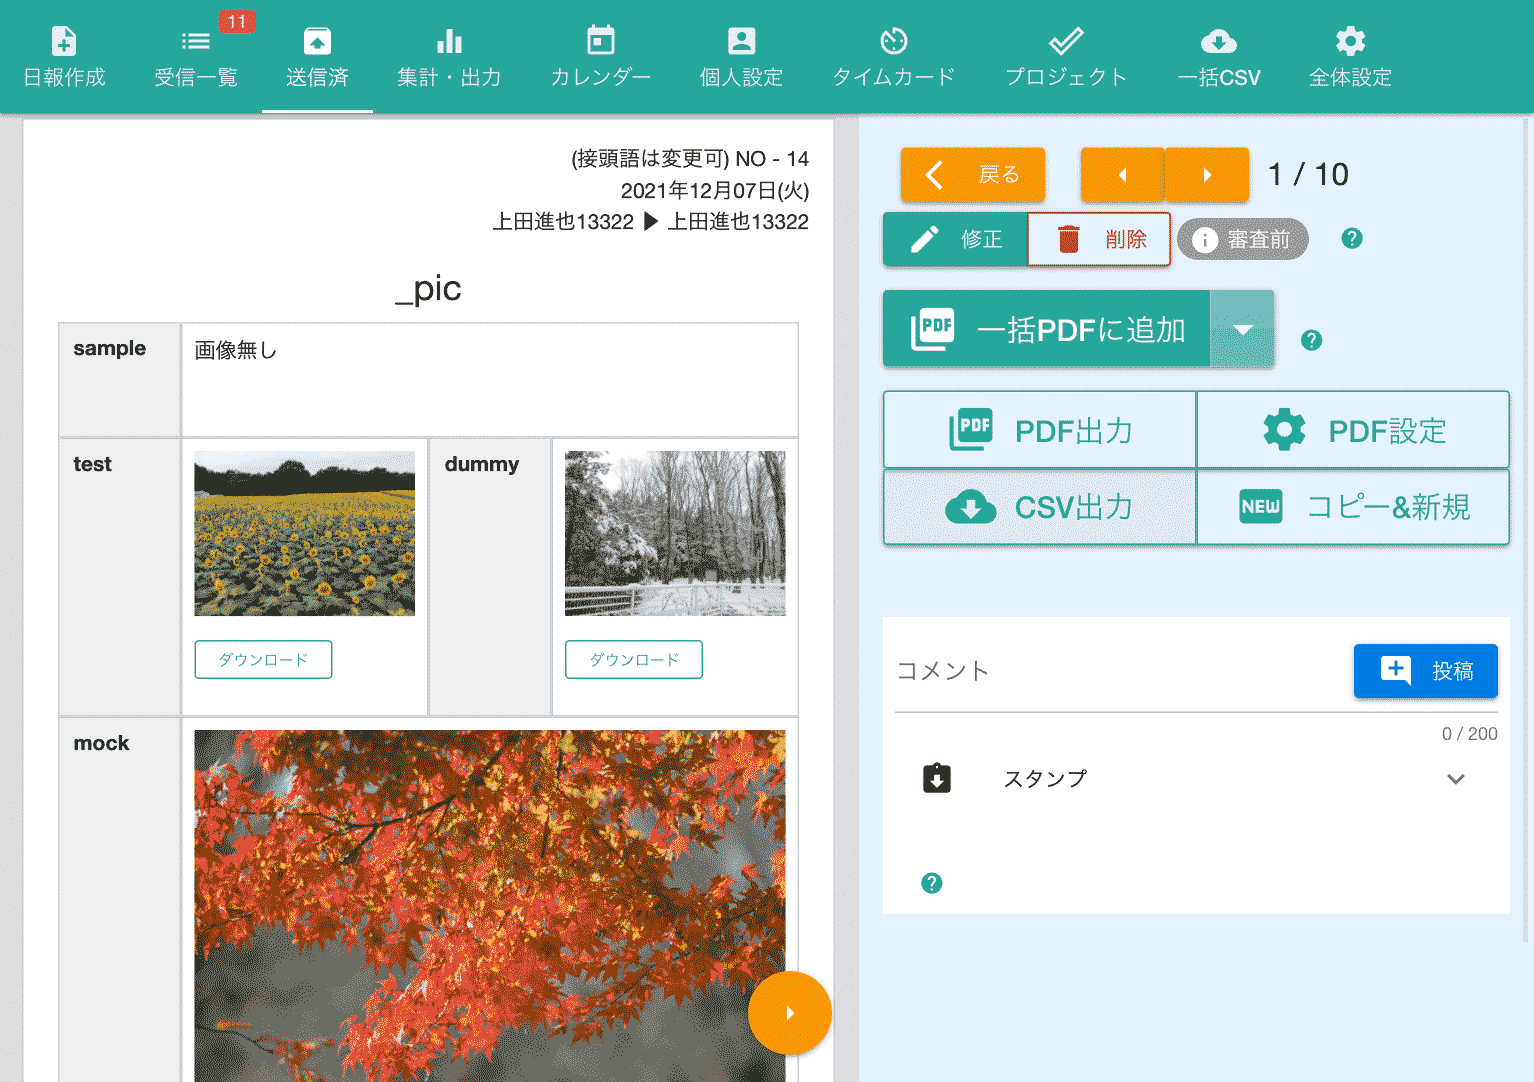 日報作成
受信一覧
11
送信済
集計・出力
カレンダー
個人設定
タイムカード
プロジェクト
一括CSV
全体設定
(接頭語は変更可) NO - 14
2021年12月07日(火)
上田進也13322 ▶ 上田進也13322
_pic
sample
画像無し
test
ダウンロード
dummy
ダウンロード
mock
戻る
1 / 10
修正
削除
審査前
PDF 一括PDFに追加
PDF PDF出力
PDF設定
CSV出力
NEW コピー&新規
コメント
投稿
0 / 200
スタンプ